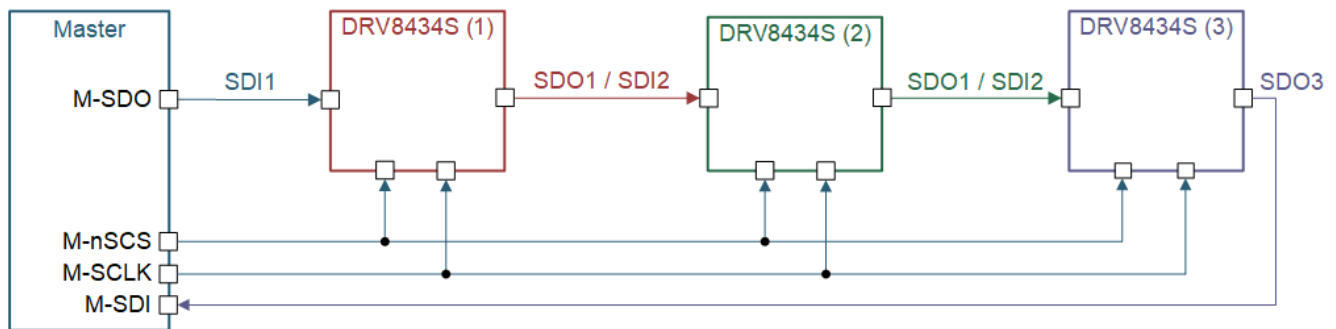 Master
DRV8434S (1)
DRV8434S (2)
DRV8434S (3)
M-SDO
SDI1
SDO1 / SDI2
SDO1 / SDI2
SDO3
M-nSCS
M-SCLK
M-SDI